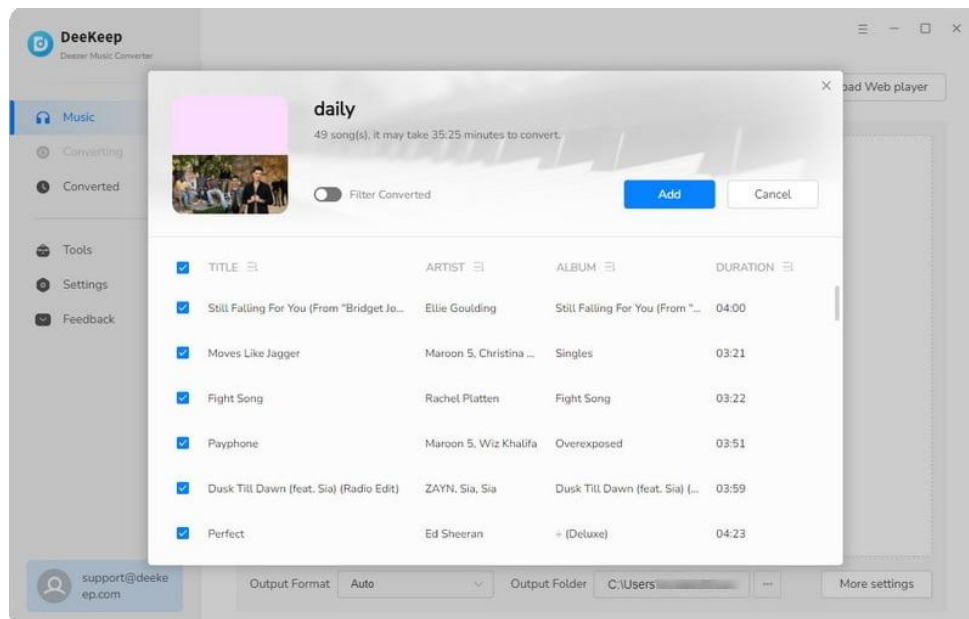 DeeKeep
Deezer Music Converter
Music
Converting
Converted
Tools
Settings
Feedback
support@deeke
ep.com
oad Web player
daily
49 song(s), it may take 35:25 minutes to convert.
Filter Converted
Add
Cancel
TITLE ARTIST ALBUM DURATION
Still Falling For You (From "Bridget Jo... Ellie Goulding Still Falling For You (From "... 04:00
Moves Like Jagger Maroon 5, Christina ... Singles 03:21
Fight Song Rachel Platten Fight Song 03:22
Payphone Maroon 5, Wiz Khalifa Overexposed 03:51
Dusk Till Dawn (feat. Sia) (Radio Edit) ZAYN, Sia, Sia Dusk Till Dawn (feat. Sia) (... 03:59
Perfect Ed Sheeran ÷ (Deluxe) 04:23
Output Format Auto Output Folder C:\Users\ ... More settings